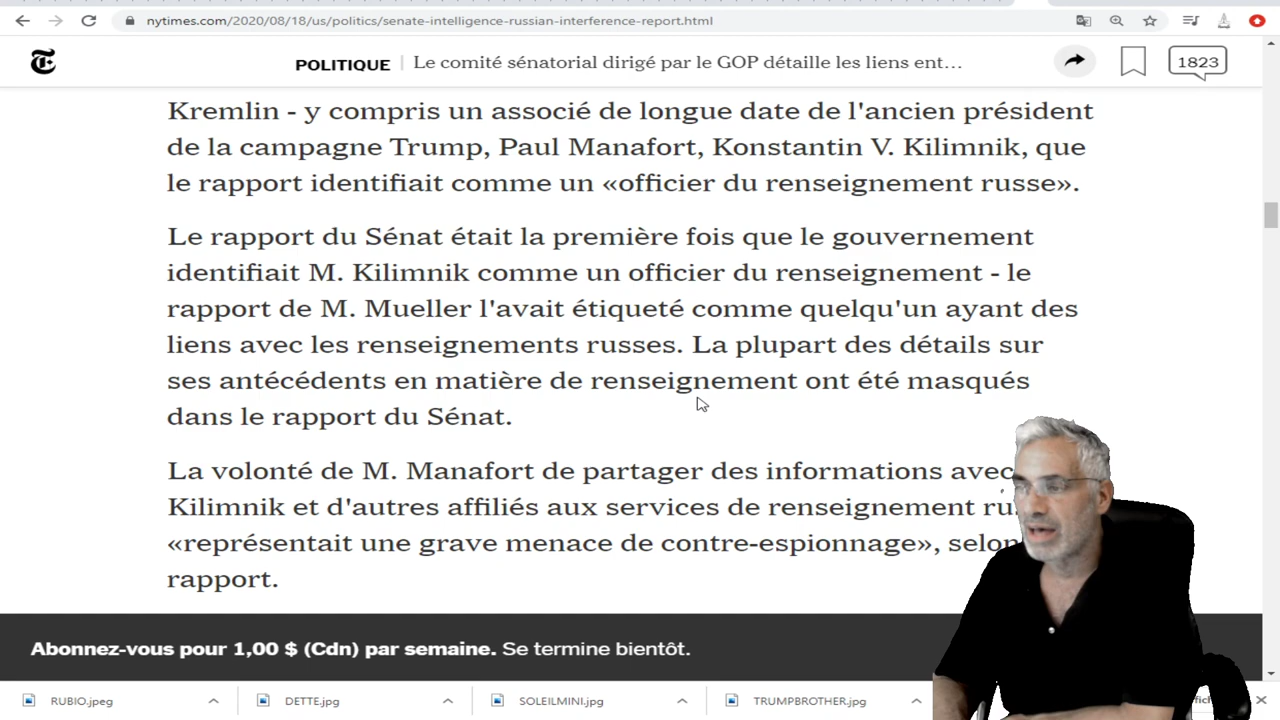 nytimes.com/2020/08/18/us/politics/senate-intelligence-russian-interference-report.html
POLITIQUE | Le comité sénatorial dirigé par le GOP détaille les liens ent…
1823
Kremlin - y compris un associé de longue date de l'ancien président
de la campagne Trump, Paul Manafort, Konstantin V. Kilimnik, que
le rapport identifiait comme un «officier du renseignement russe».
Le rapport du Sénat était la première fois que le gouvernement
identifiait M. Kilimnik comme un officier du renseignement - le
rapport de M. Mueller l'avait étiqueté comme quelqu'un ayant des
liens avec les renseignements russes. La plupart des détails sur
ses antécédents en matière de renseignement ont été masqués
dans le rapport du Sénat.
La volonté de M. Manafort de partager des informations avec
Kilimnik et d'autres affiliés aux services de renseignement
«représentait une grave menace de contre-espionnage», selon
rapport.
Abonnez-vous pour 1,00 $ (Cdn) par semaine. Se termine bientôt.
RUBIO.jpeg
DETTE.jpg
SOLEILMINI.jpg
TRUMPBROTHER.jpg